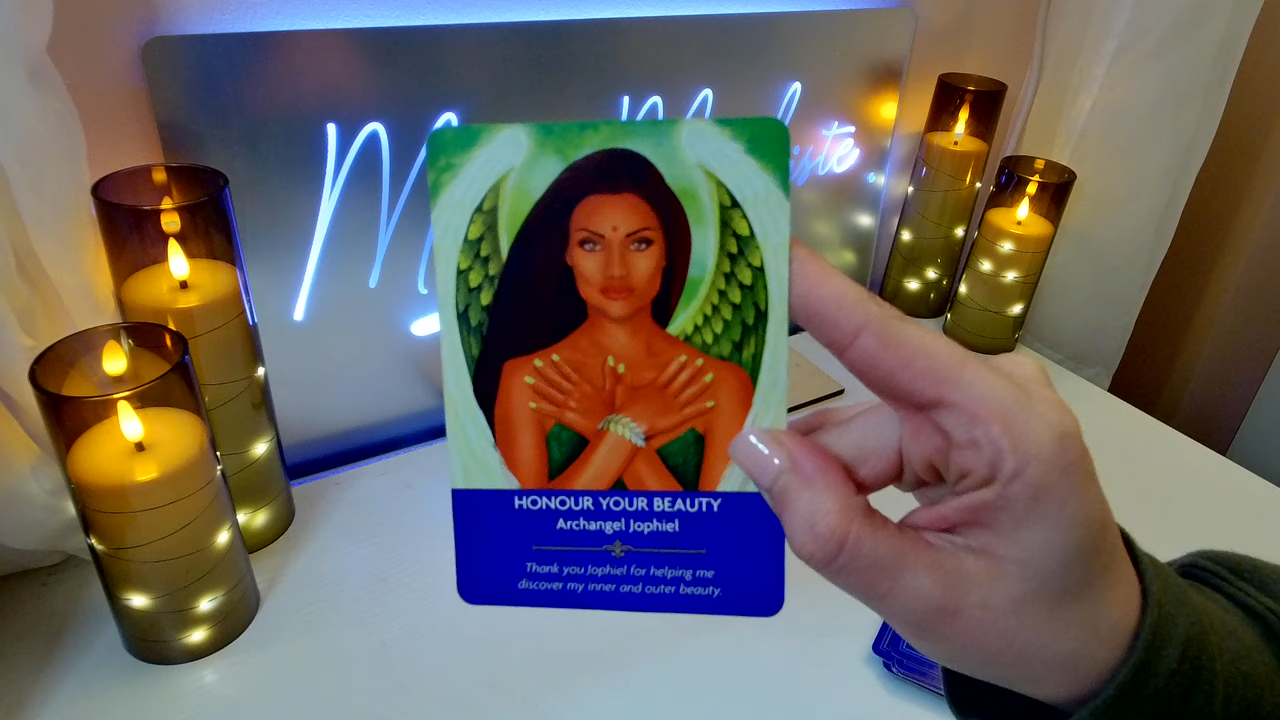 HONOUR YOUR BEAUTY
Archangel Jophiel
Thank you Jophiel for helping me
discover my inner and outer beauty.